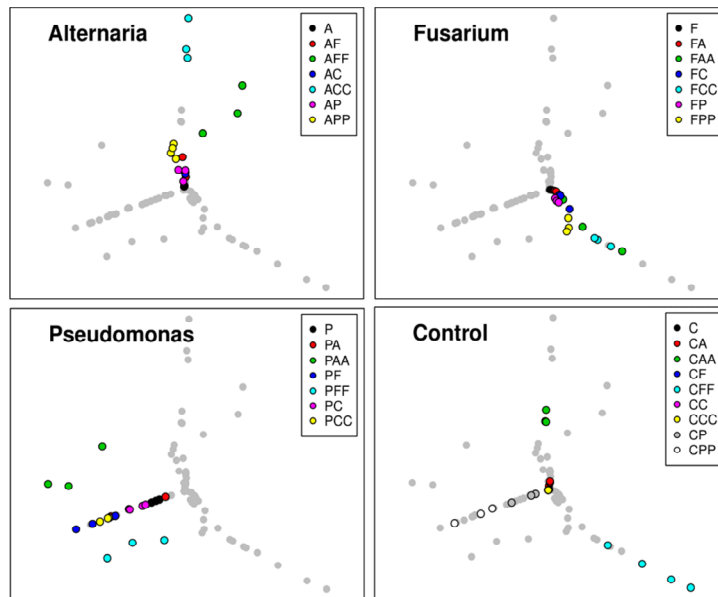 Alternaria
A
AF
AFF
AC
ACC
AP
APP
Fusarium
F
FA
FAA
FC
FCC
FP
FPP
Pseudomonas
P
PA
PAA
PF
PFF
PC
PCC
Control
C
CA
CAA
CF
CFF
CC
CCC
CP
CPP